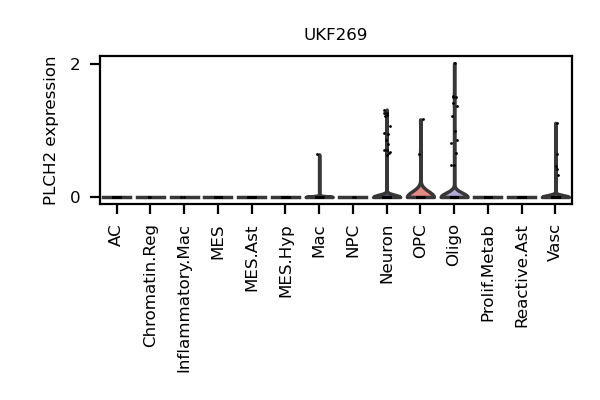 UKF269
PLCH2 expression
2
0
AC
Chromatin.Reg
Inflammatory.Mac
MES
MES.Ast
MES.Hyp
Mac
NPC
Neuron
OPC
Oligo
Prolif.Metab
Reactive.Ast
Vasc